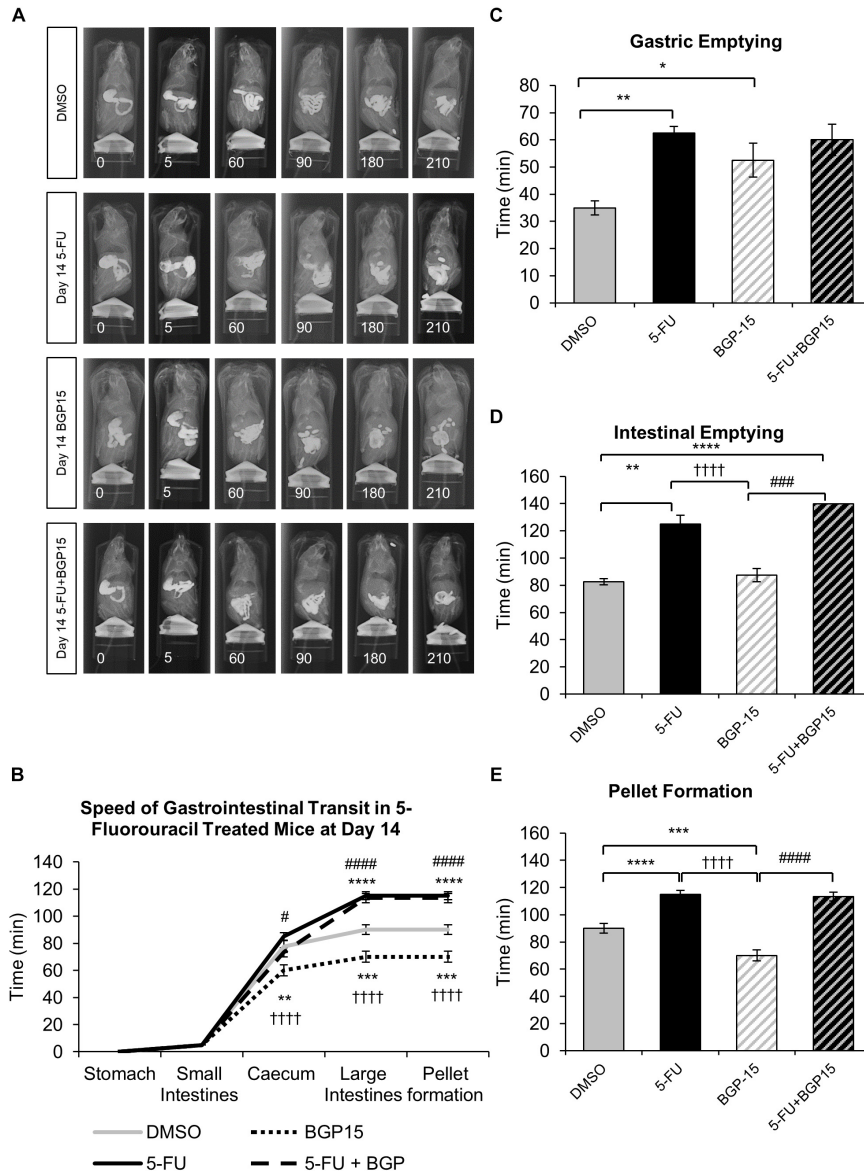 A
DMSO
0 5 60 90 180 210
Day 14 5-FU
0 5 60 90 180 210
Day 14 BGP15
0 5 60 90 180 210
Day 14 5-FU+BGP15
0 5 60 90 180 210
B
Speed of Gastrointestinal Transit in 5-
Fluorouracil Treated Mice at Day 14
Time (min)
140
120
100
80
60
40
20
0
#### ####
**** ****
#
** *** ***
†††† †††† ††††
Stomach Small Caecum Large Pellet
Intestines Intestines formation
DMSO BGP15
5-FU 5-FU + BGP
C
Gastric Emptying
*
**
Time (min)
80
70
60
50
40
30
20
10
0
DMSO 5-FU BGP-15 5-FU+BGP15
D
Intestinal Emptying
****
** †††† ###
Time (min)
160
140
120
100
80
60
40
20
0
DMSO 5-FU BGP-15 5-FU+BGP15
E
Pellet Formation
***
**** †††† ####
Time (min)
160
140
120
100
80
60
40
20
0
DMSO 5-FU BGP-15 5-FU+BGP15